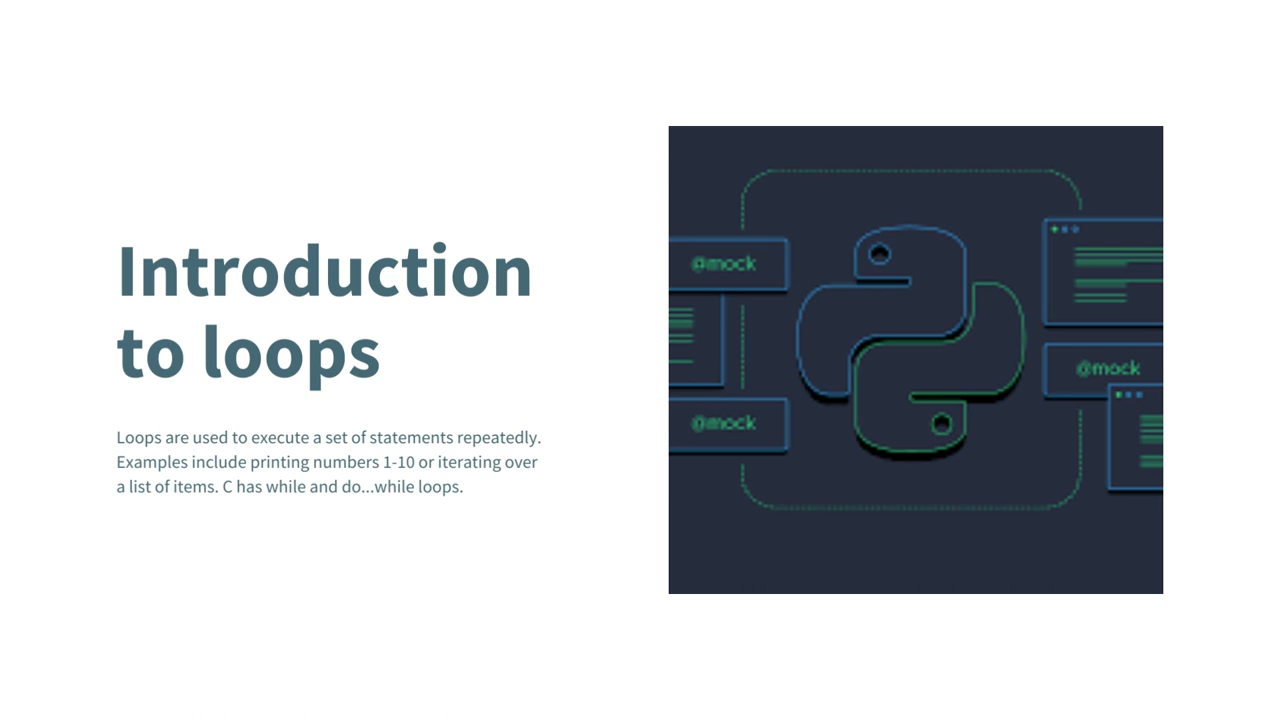 Introduction
to loops
Loops are used to execute a set of statements repeatedly.
Examples include printing numbers 1-10 or iterating over
a list of items. C has while and do...while loops.
@mock
@mock
@mock